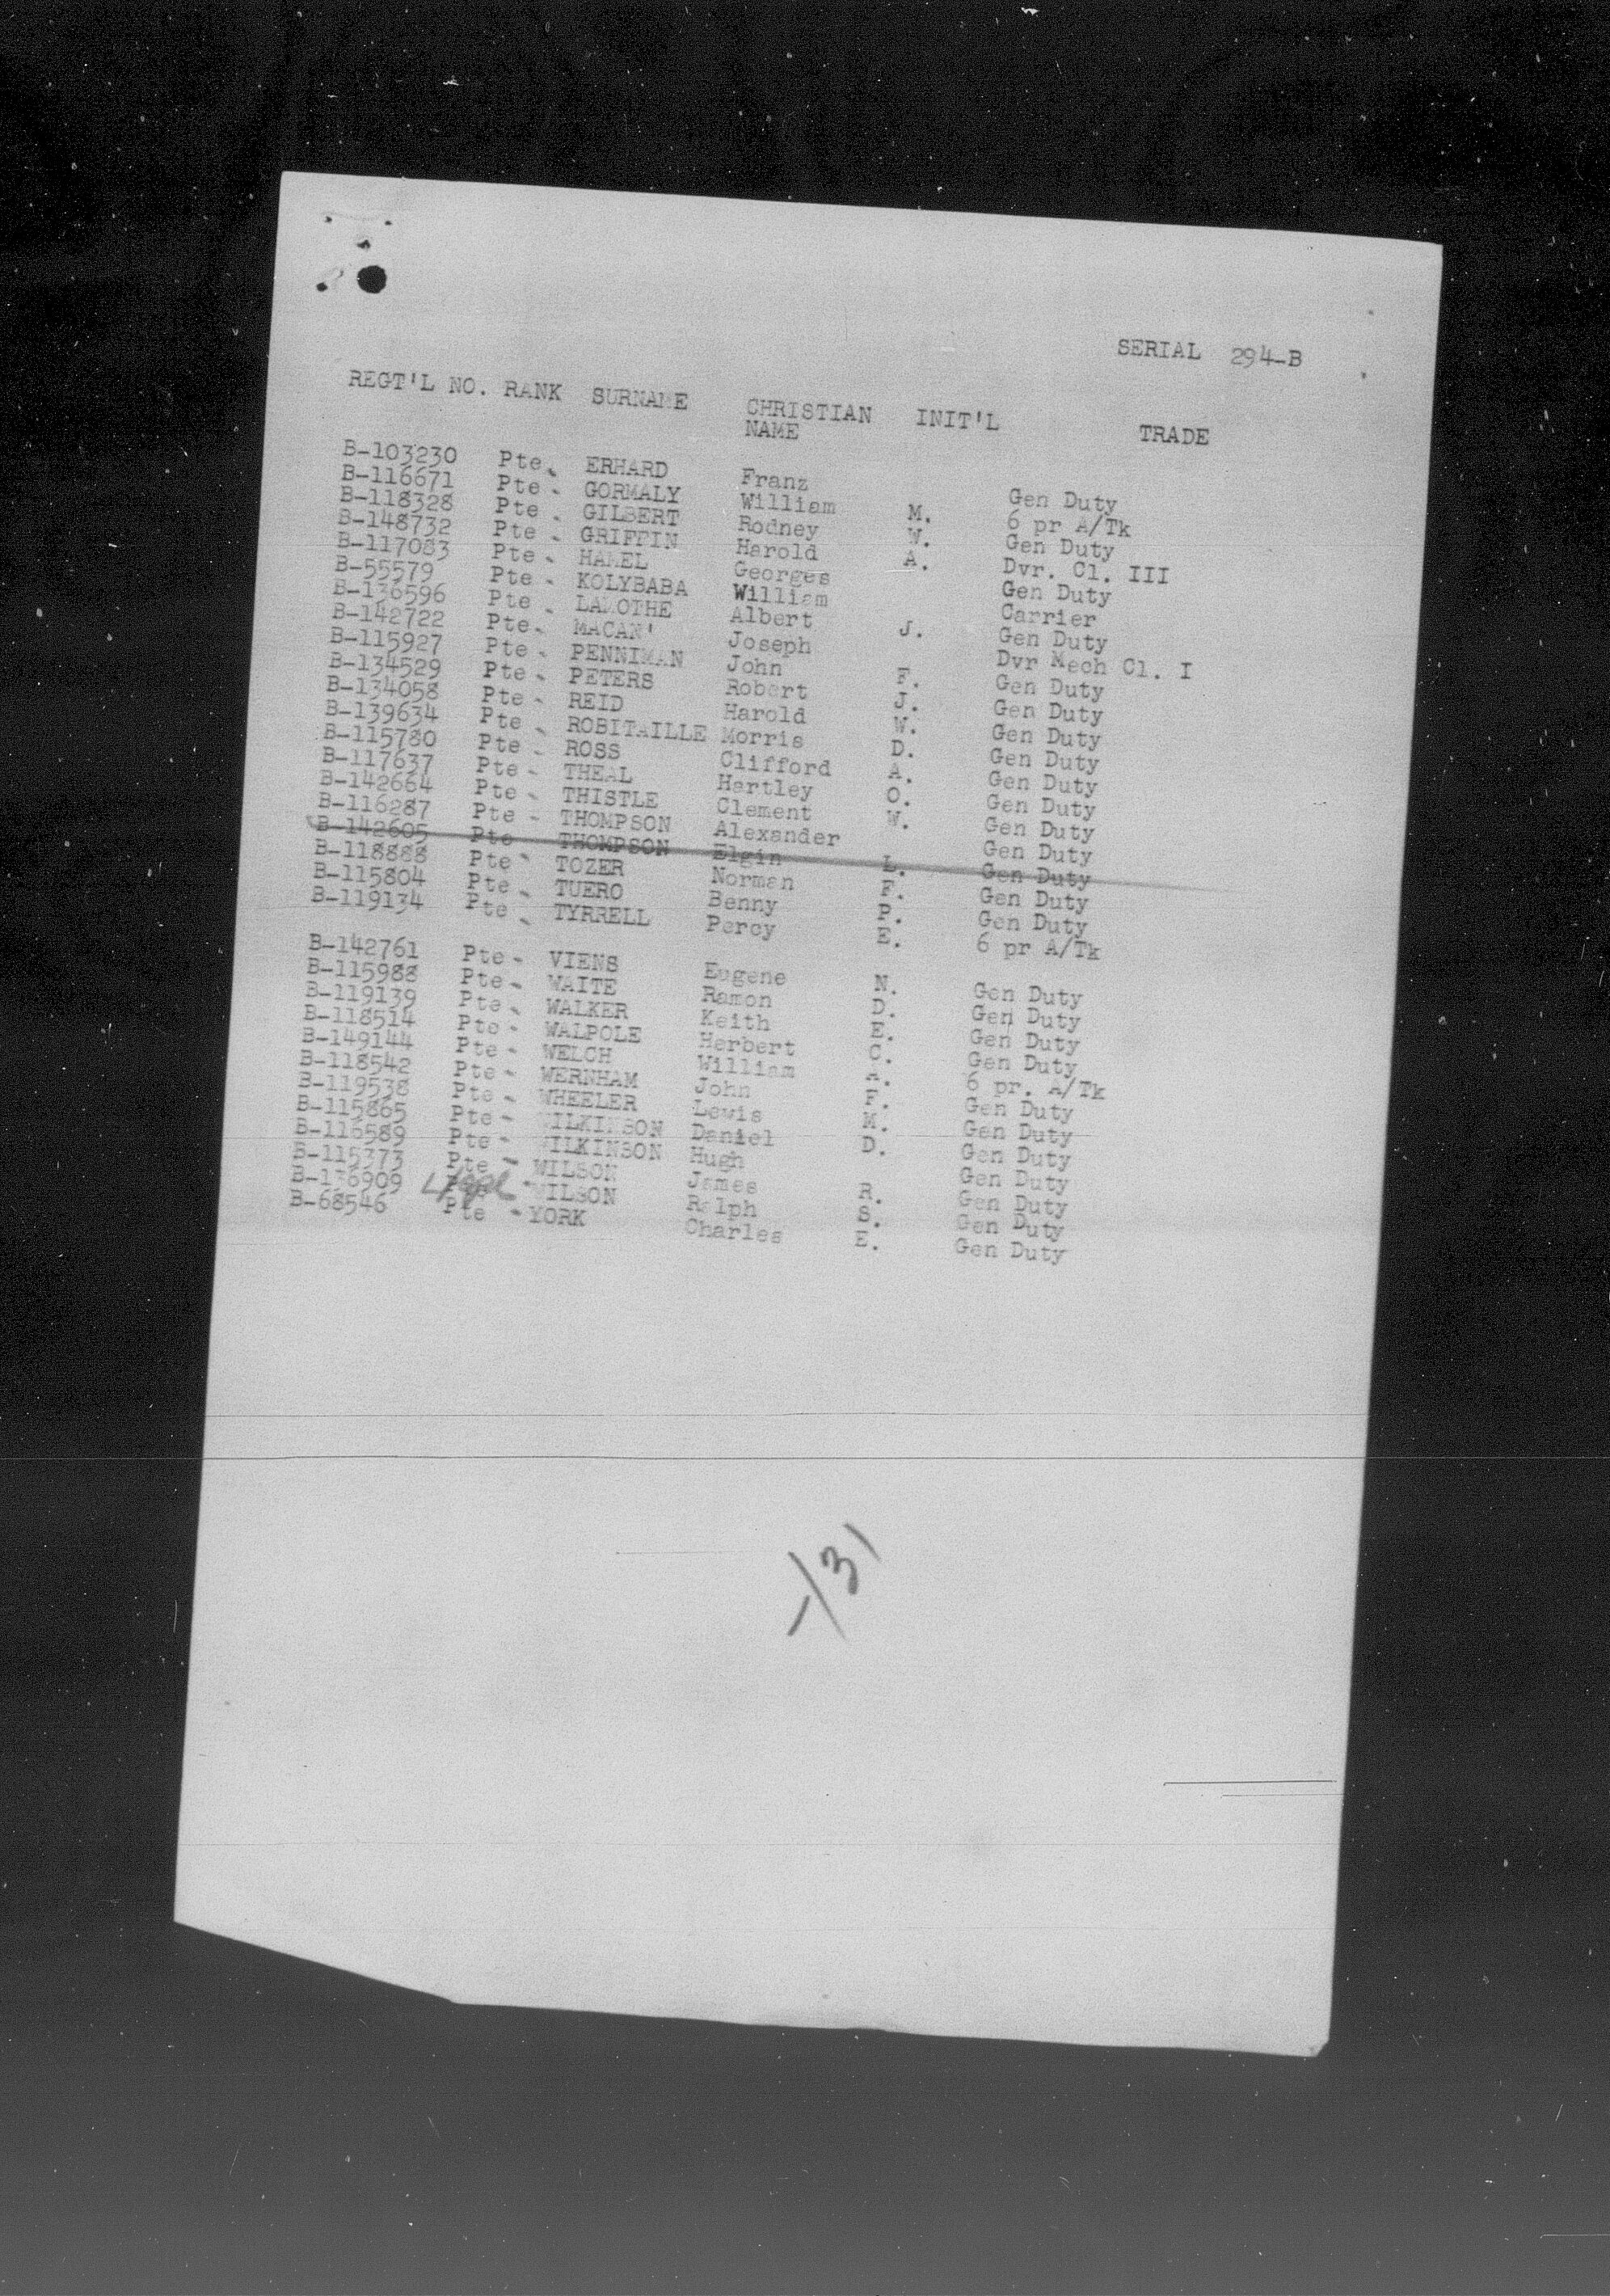 SERIAL 294-B
REGT'L NO. RANK SURNAME CHRISTIAN NAME INIT'L TRADE
B-103230 Pte. ERHARD Franz Gen Duty
B-116671 Pte. GORMALY William M. 6 pr A/Tk
B-118328 Pte. GILBERT Rodney W. Gen Duty
B-148732 Pte. GRIFFIN Harold A. Dvr. Cl. III
B-117083 Pte. HAMEL Georges Gen Duty
B-55579 Pte. KOLYBABA William Carrier
B-136596 Pte. LAMOTHE Albert J. Gen Duty
B-142722 Pte. MACAN' Joseph Dvr Mech Cl. I
B-115927 Pte. PENNIMAN John F. Gen Duty
B-134529 Pte. PETERS Robert J. Gen Duty
B-134058 Pte. REID Harold W. Gen Duty
B-139634 Pte. ROBITAILLE Morris D. Gen Duty
B-115780 Pte. ROSS Clifford A. Gen Duty
B-117637 Pte. THEAL Hartley O. Gen Duty
B-142664 Pte. THISTLE Clement W. Gen Duty
B-116287 Pte. THOMPSON Alexander Gen Duty
B-142605 Pte THOMPSON Elgin L. Gen Duty
B-118888 Pte. TOZER Norman F. Gen Duty
B-115804 Pte. TUERO Benny P. Gen Duty
B-119134 Pte. TYRRELL Percy E. 6 pr A/Tk
B-142761 Pte. VIENS Eugene N. Gen Duty
B-115988 Pte. WAITE Ramon D. Gen Duty
B-119139 Pte. WALKER Keith E. Gen Duty
B-118514 Pte. WALPOLE Herbert C. Gen Duty
B-149144 Pte. WELCH William A. 6 pr. A/Tk
B-118542 Pte. WERNHAM John F. Gen Duty
B-119538 Pte. WHEELER Lewis M. Gen Duty
B-115865 Pte. WILKINSON Daniel D. Gen Duty
B-116589 Pte. WILKINSON Hugh Gen Duty
B-115373 Pte. WILSON James R. Gen Duty
B-136909 L/Cpl WILSON Ralph S. Gen Duty
B-68546 Pte YORK Charles E. Gen Duty
-/31